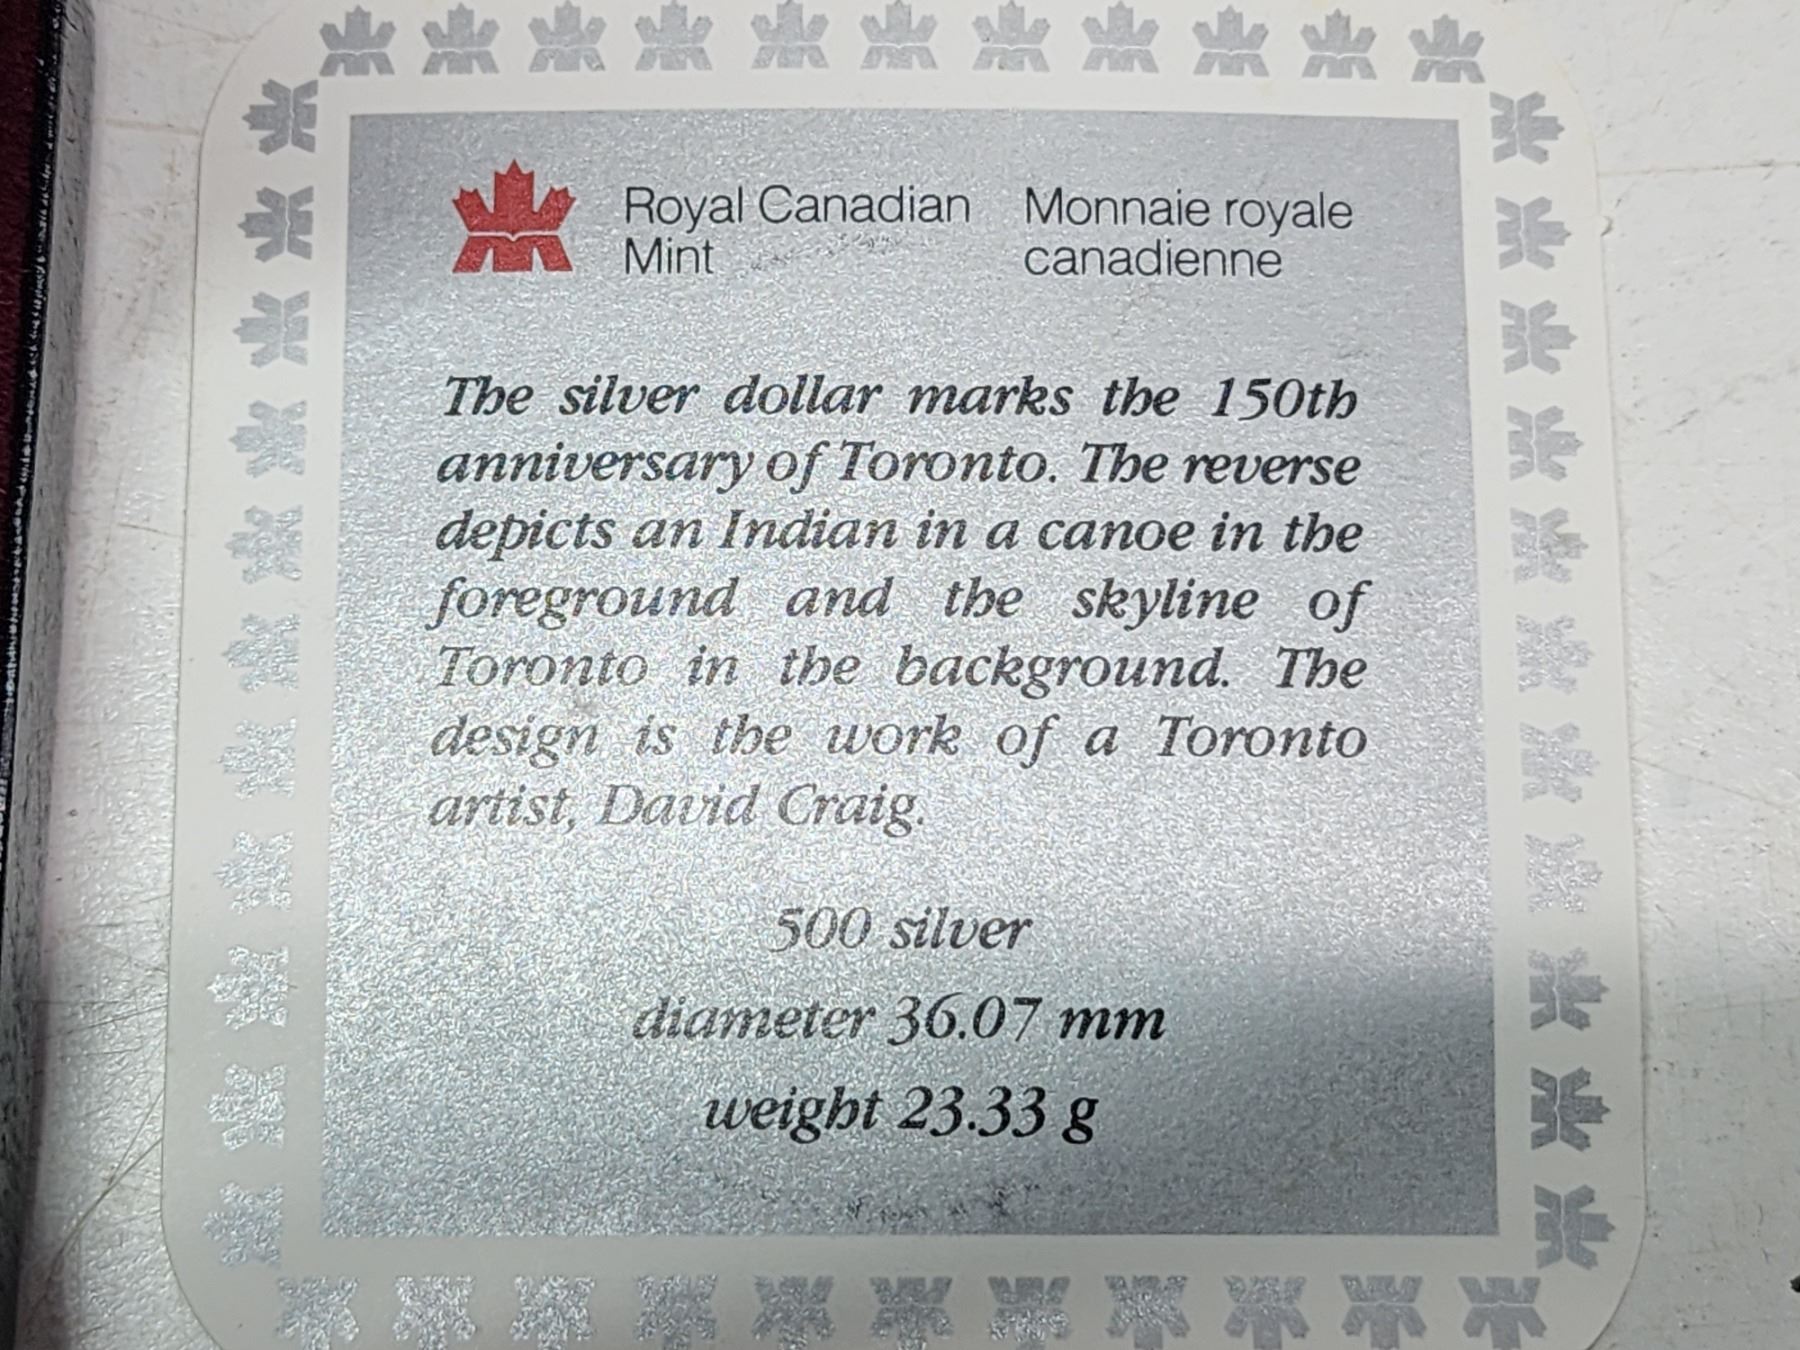 Royal Canadian Mint
Monnaie royale canadienne
The silver dollar marks the 150th
anniversary of Toronto. The reverse
depicts an Indian in a canoe in the
foreground and the skyline of
Toronto in the background. The
design is the work of a Toronto
artist, David Craig.
500 silver
diameter 36.07 mm
weight 23.33 g